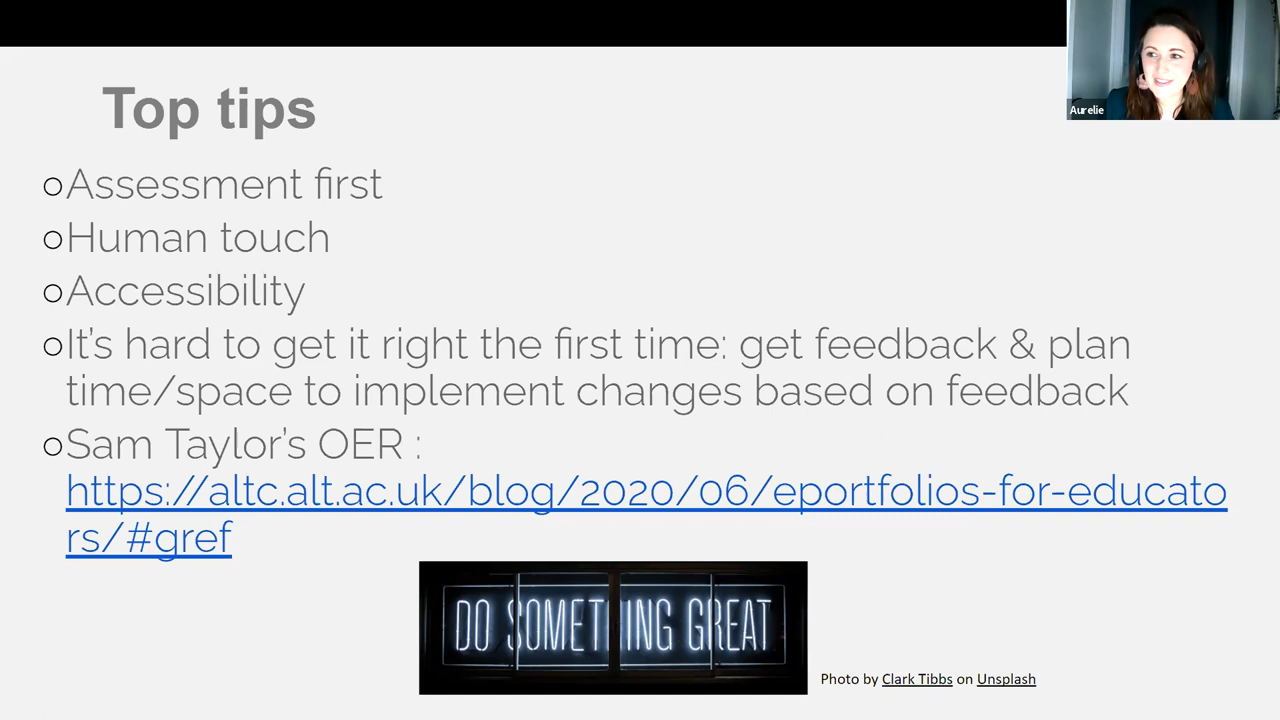 Aurelie
Top tips
○Assessment first
○Human touch
○Accessibility
○It’s hard to get it right the first time: get feedback & plan
time/space to implement changes based on feedback
○Sam Taylor’s OER :
https://altc.alt.ac.uk/blog/2020/06/eportfolios-for-educato
rs/#gref
DO SOMETHING GREAT
Photo by Clark Tibbs on Unsplash